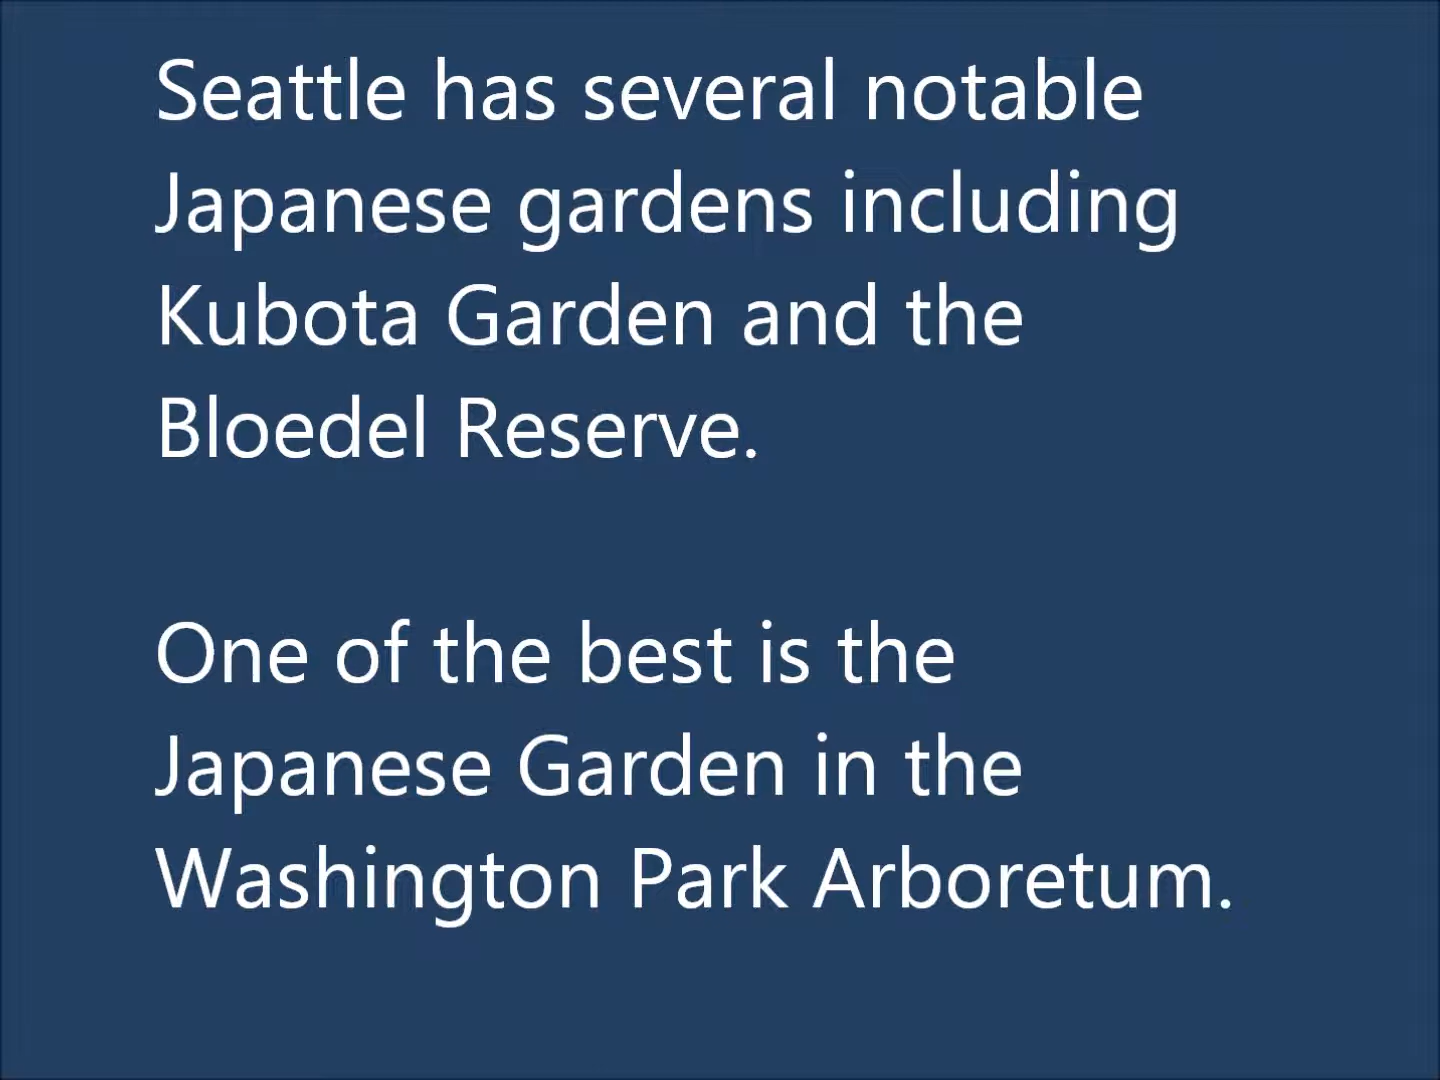 Seattle has several notable
Japanese gardens including
Kubota Garden and the
Bloedel Reserve.
One of the best is the
Japanese Garden in the
Washington Park Arboretum.